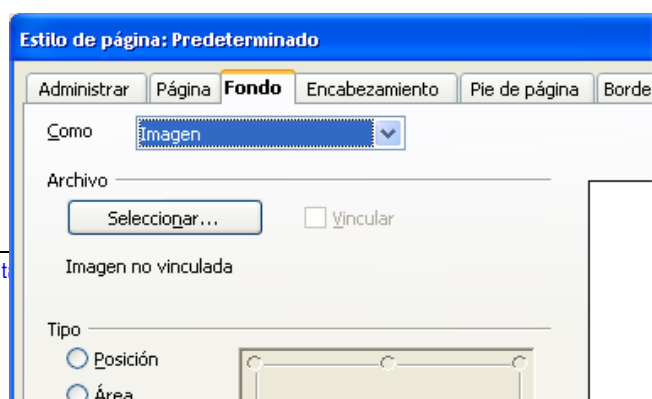 Estilo de página: Predeterminado
Administrar Página Fondo Encabezamiento Pie de página Borde
Como Imagen
Archivo
Seleccionar... Vincular
Imagen no vinculada
Tipo
Posición
Área